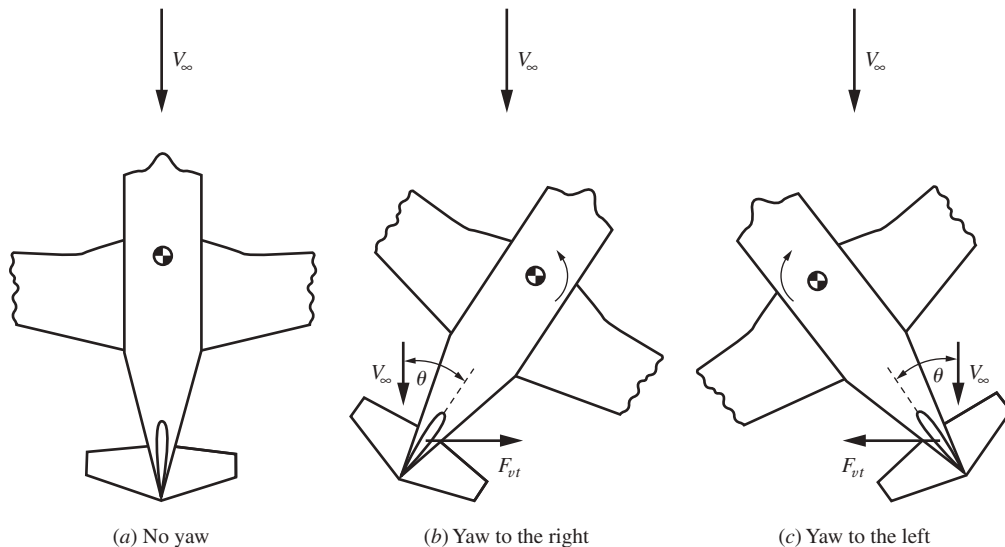 V∞
V∞
V∞
V∞
θ
F_vt
θ
V∞
F_vt
(a) No yaw
(b) Yaw to the right
(c) Yaw to the left